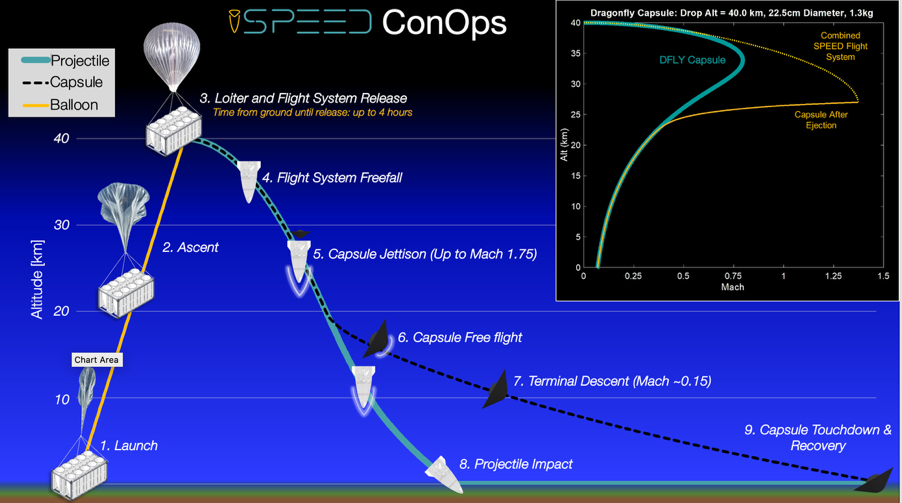 SPEED ConOps
Projectile
Capsule
Balloon
3. Loiter and Flight System Release
Time from ground until release: up to 4 hours
40
4. Flight System Freefall
30
2. Ascent
5. Capsule Jettison (Up to Mach 1.75)
Altitude [km]
20
6. Capsule Free flight
Chart Area
7. Terminal Descent (Mach ~0.15)
10
1. Launch
9. Capsule Touchdown &
Recovery
8. Projectile Impact
Dragonfly Capsule: Drop Alt = 40.0 km, 22.5cm Diameter, 1.3kg
40
Combined
SPEED Flight
System
DFLY Capsule
35
30
Capsule After
Ejection
25
Alt (km)
20
15
10
5
0
0 0.25 0.5 0.75 1 1.25 1.5
Mach